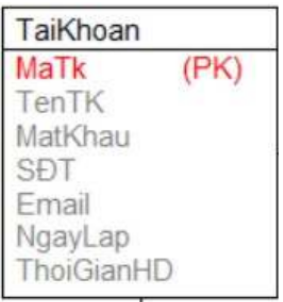 TaiKhoan
MaTk (PK)
TenTK
MatKhau
SĐT
Email
NgayLap
ThoiGianHD